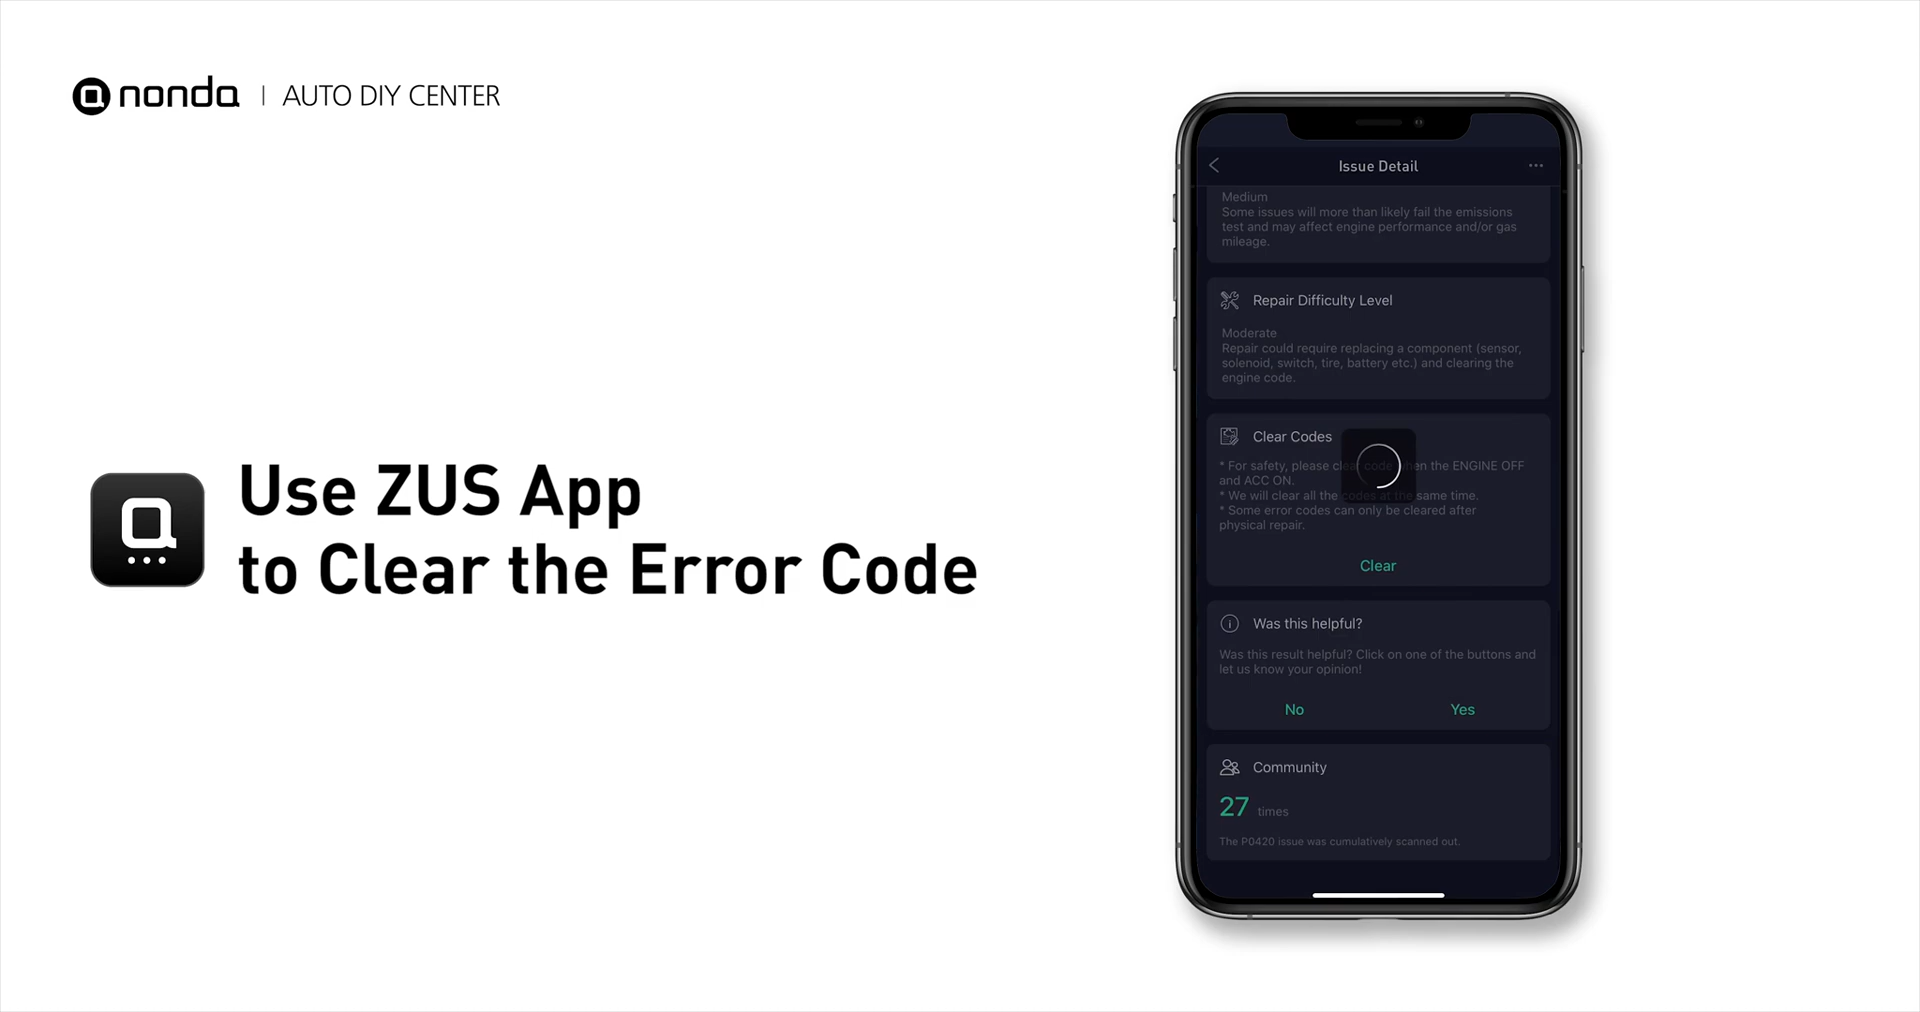 nonda | AUTO DIY CENTER
Use ZUS App
to Clear the Error Code
Issue Detail
Medium
Some issues will more than likely fail the emissions
test and may affect engine performance and/or gas
mileage.
Repair Difficulty Level
Moderate
Repair could require replacing a component (sensor,
solenoid, switch, tire, battery etc.) and clearing the
engine code.
Clear Codes
* For safety, please clear code when the ENGINE OFF
and ACC ON.
* We will clear all the codes at the same time.
* Some error codes can only be cleared after
physical repair.
Clear
Was this helpful?
Was this result helpful? Click on one of the buttons and
let us know your opinion!
No Yes
Community
27 times
The P0420 issue was cumulatively scanned out.